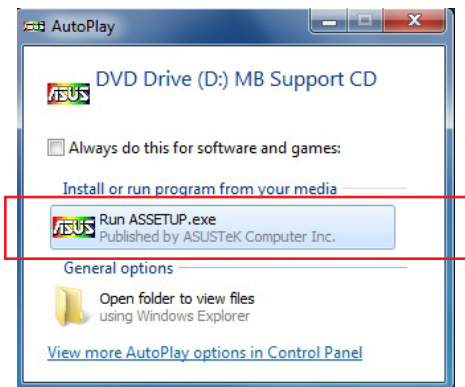 AutoPlay
DVD Drive (D:) MB Support CD
ASUS
Always do this for software and games:
Install or run program from your media
ASUS
Run ASSETUP.exe
Published by ASUSTeK Computer Inc.
General options
Open folder to view files
using Windows Explorer
View more AutoPlay options in Control Panel